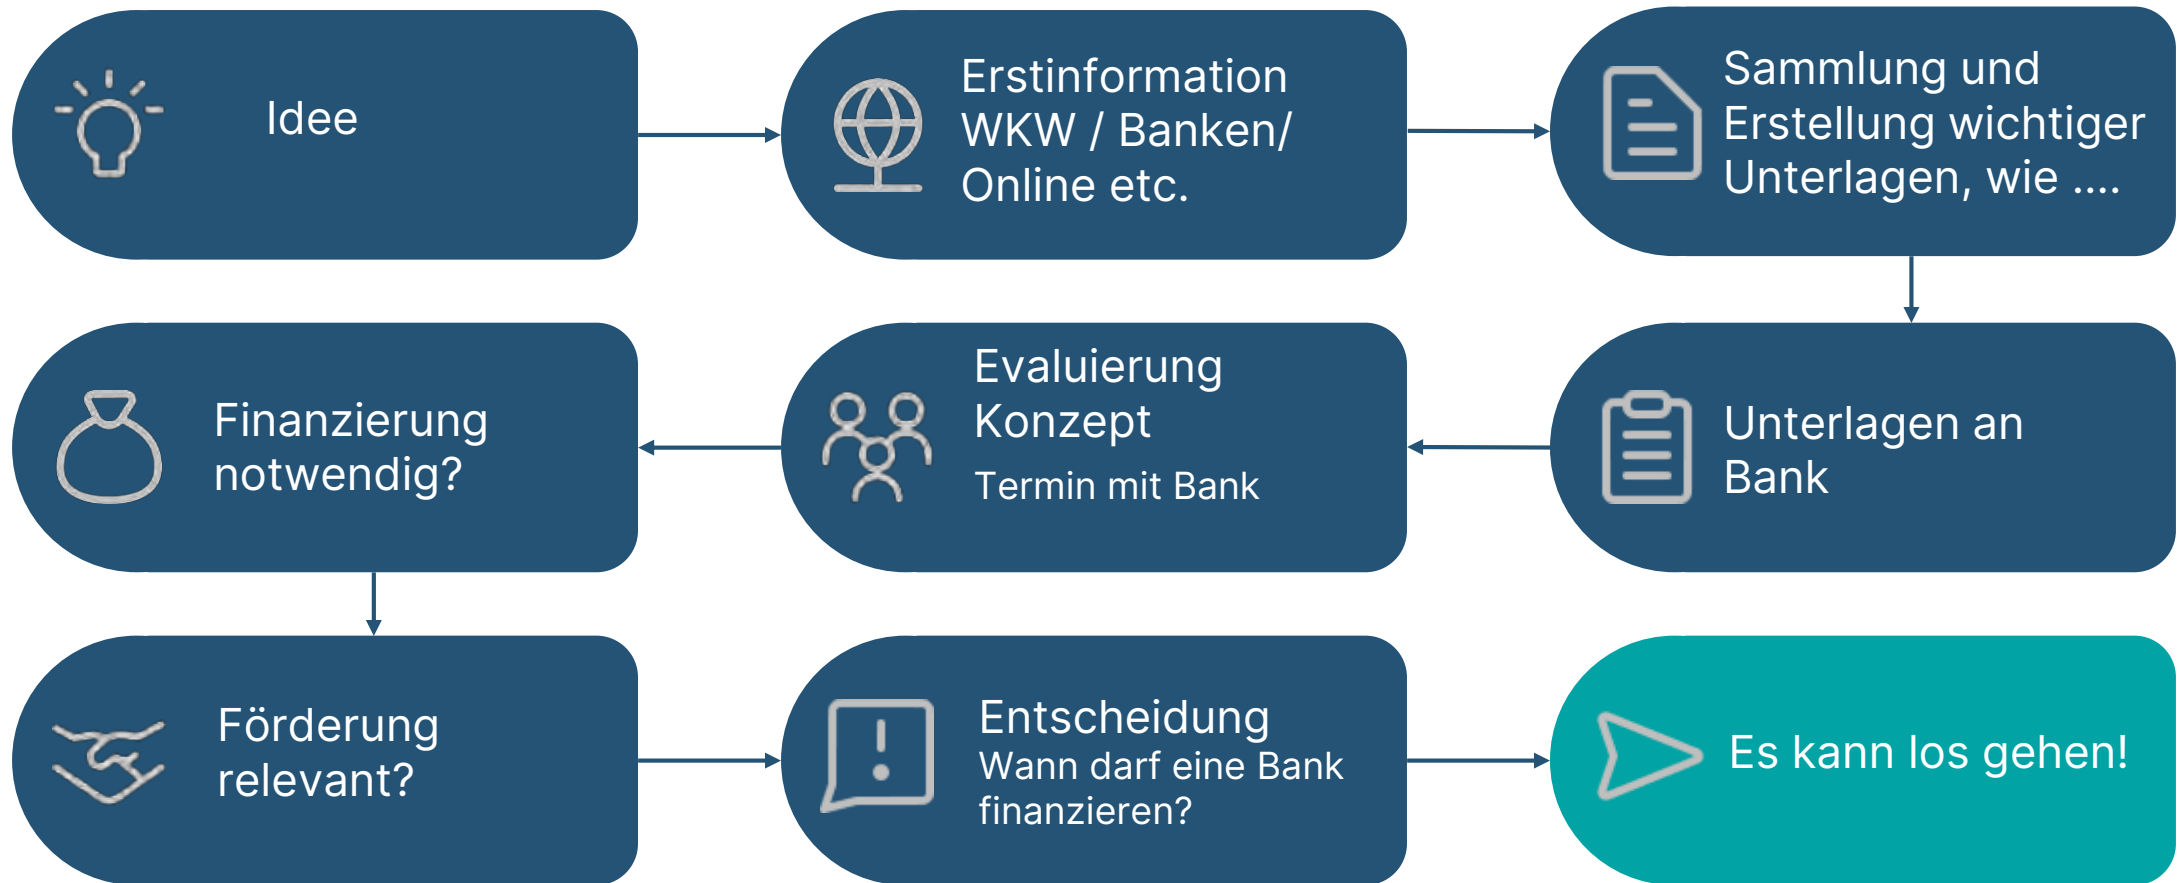 Idee
Erstinformation
WKW / Banken/
Online etc.
Sammlung und
Erstellung wichtiger
Unterlagen, wie ....
Unterlagen an
Bank
Evaluierung
Konzept
Termin mit Bank
Finanzierung
notwendig?
Förderung
relevant?
Entscheidung
Wann darf eine Bank
finanzieren?
Es kann los gehen!